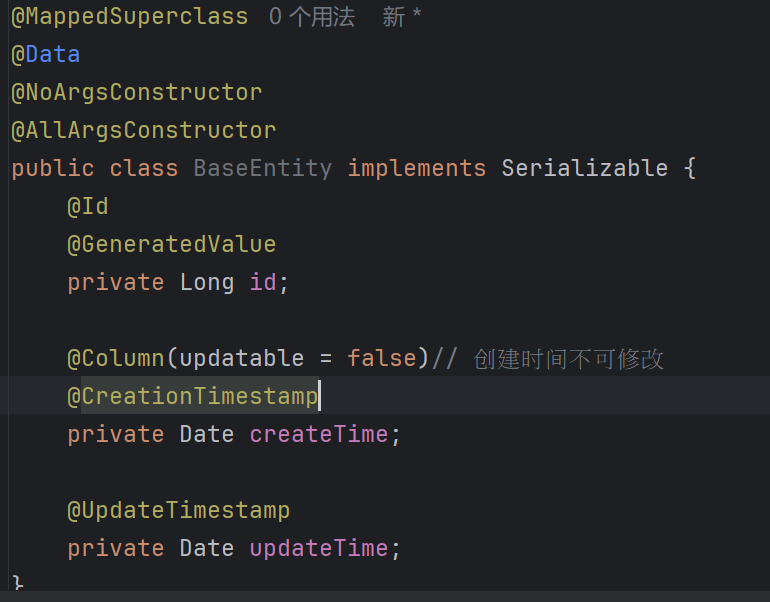 @MappedSuperclass 0 个用法 新 *
@Data
@NoArgsConstructor
@AllArgsConstructor
public class BaseEntity implements Serializable {
    @Id
    @GeneratedValue
    private Long id;

    @Column(updatable = false)// 创建时间不可修改
    @CreationTimestamp
    private Date createTime;

    @UpdateTimestamp
    private Date updateTime;
}